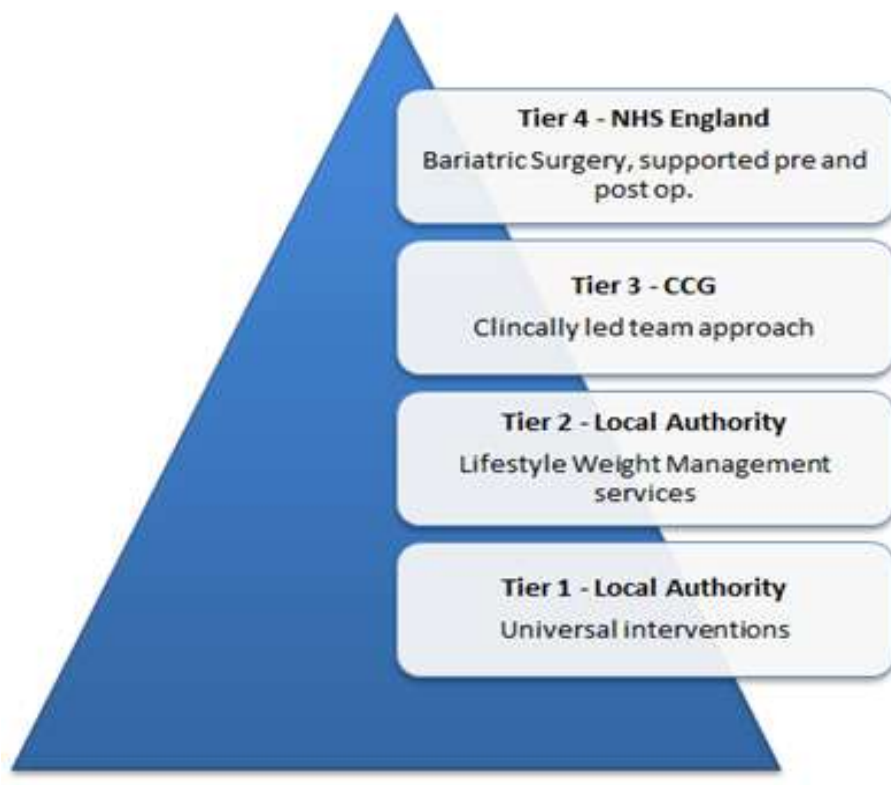 Tier 4 - NHS England
Bariatric Surgery, supported pre and
post op.
Tier 3 - CCG
Clincally led team approach
Tier 2 - Local Authority
Lifestyle Weight Management
services
Tier 1 - Local Authority
Universal interventions